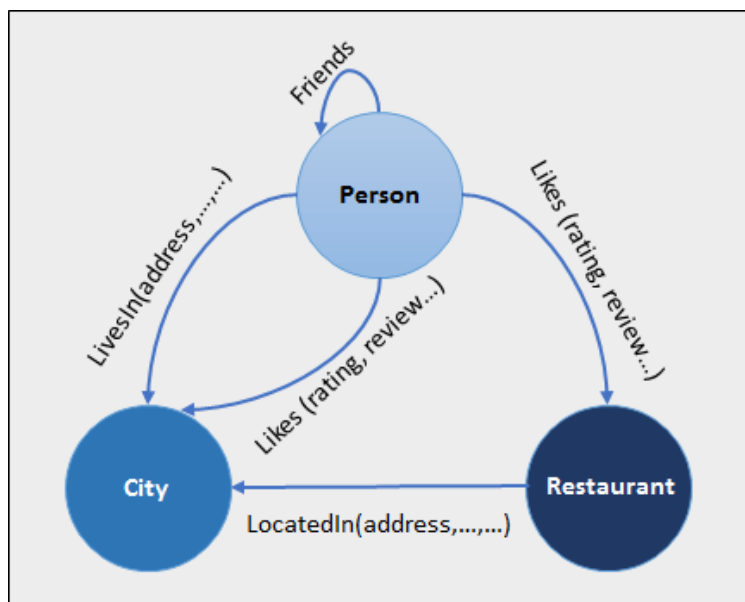 Friends
Person
LivesIn(address,...,...)
Likes (rating, review...)
Likes (rating, review...)
City
Restaurant
LocatedIn(address,...,...)